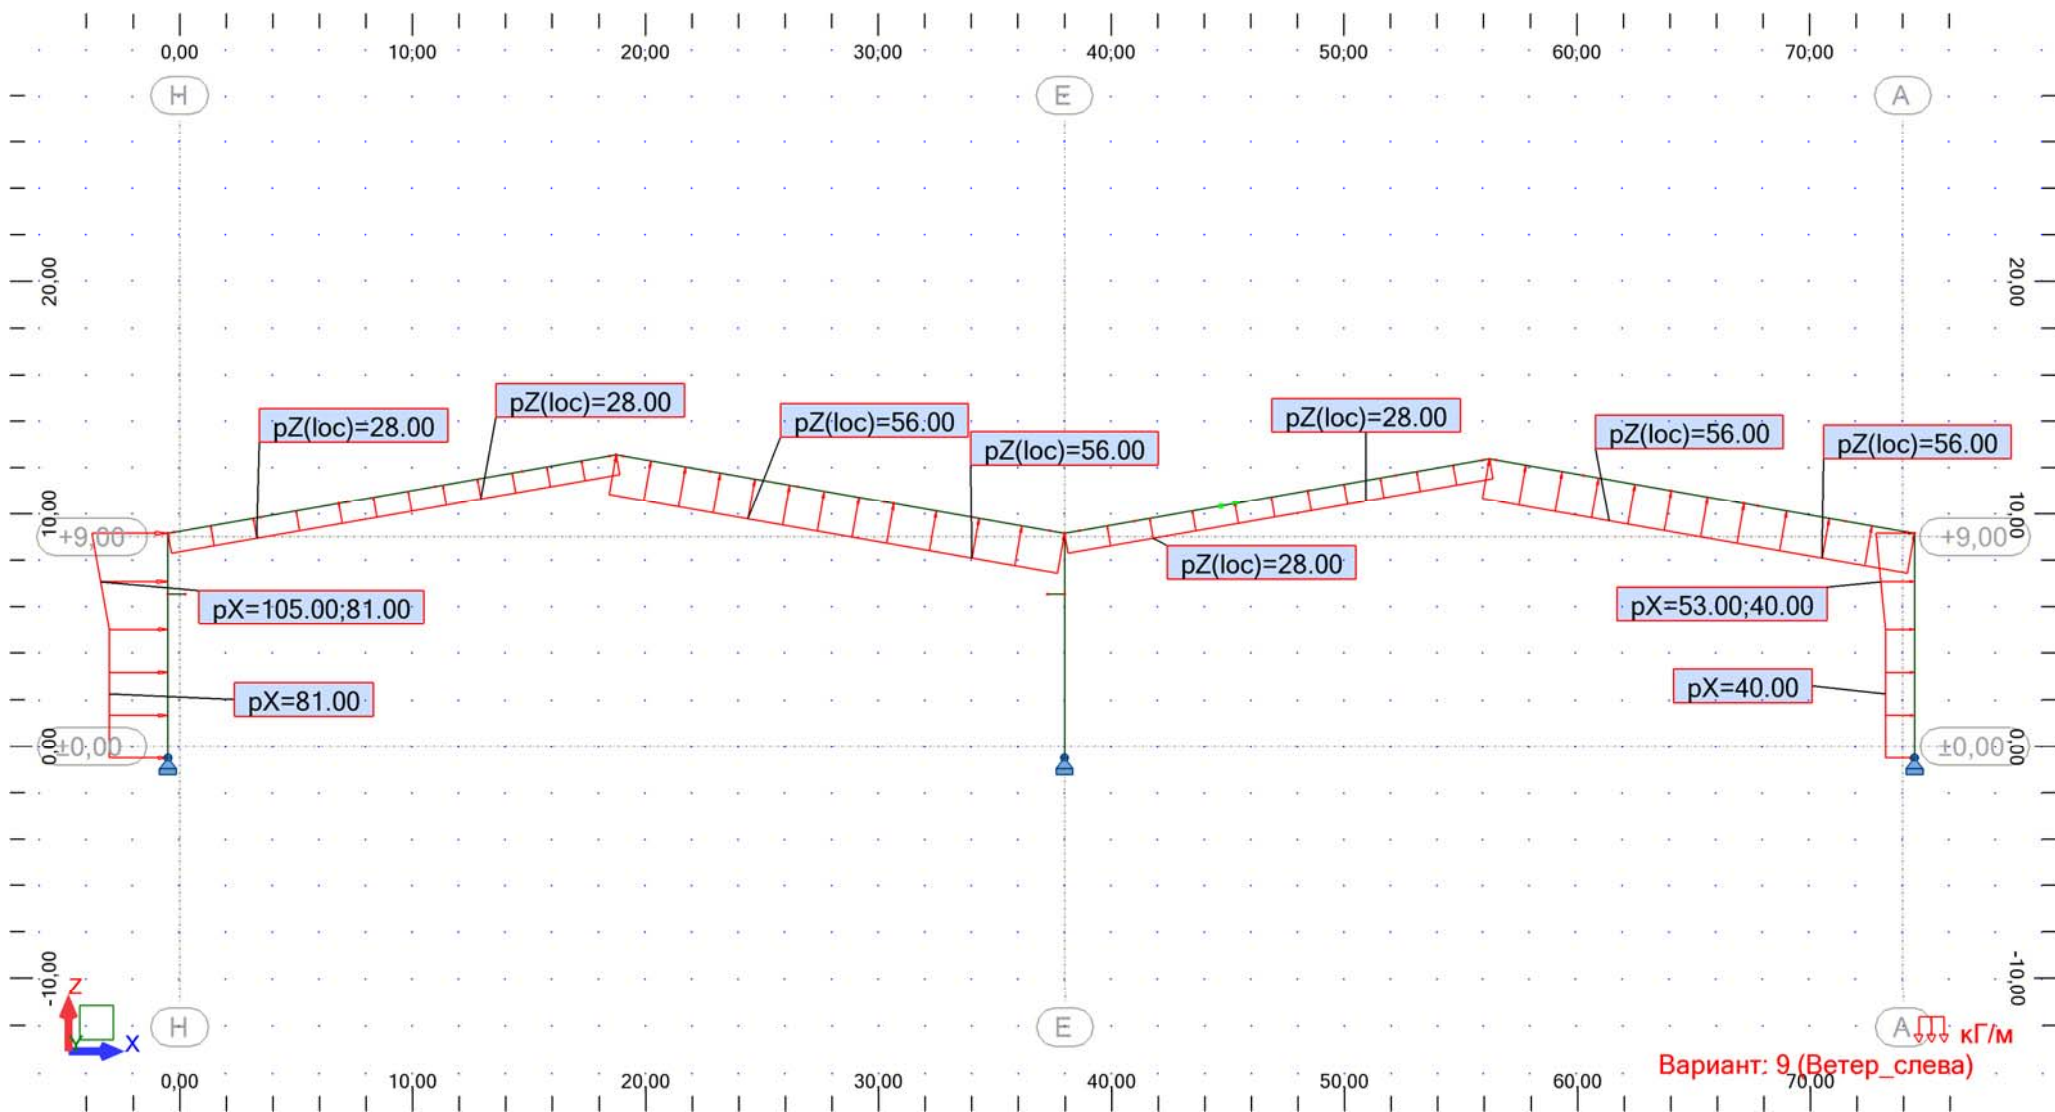 0,00 10,00 20,00 30,00 40,00 50,00 60,00 70,00
H E A
20,00 20,00
pZ(loc)=28.00
pZ(loc)=28.00
pZ(loc)=56.00
pZ(loc)=56.00
pZ(loc)=28.00
pZ(loc)=56.00
pZ(loc)=56.00
10,00 10,00
+9,00 +9,00
pZ(loc)=28.00
pX=105.00;81.00
pX=53.00;40.00
pX=81.00
pX=40.00
0,00 ±0,00 ±0,00 0,00
-10,00 -10,00
Z
Y X
H E A
кГ/м
Вариант: 9 (Ветер_слева)
0,00 10,00 20,00 30,00 40,00 50,00 60,00 70,00